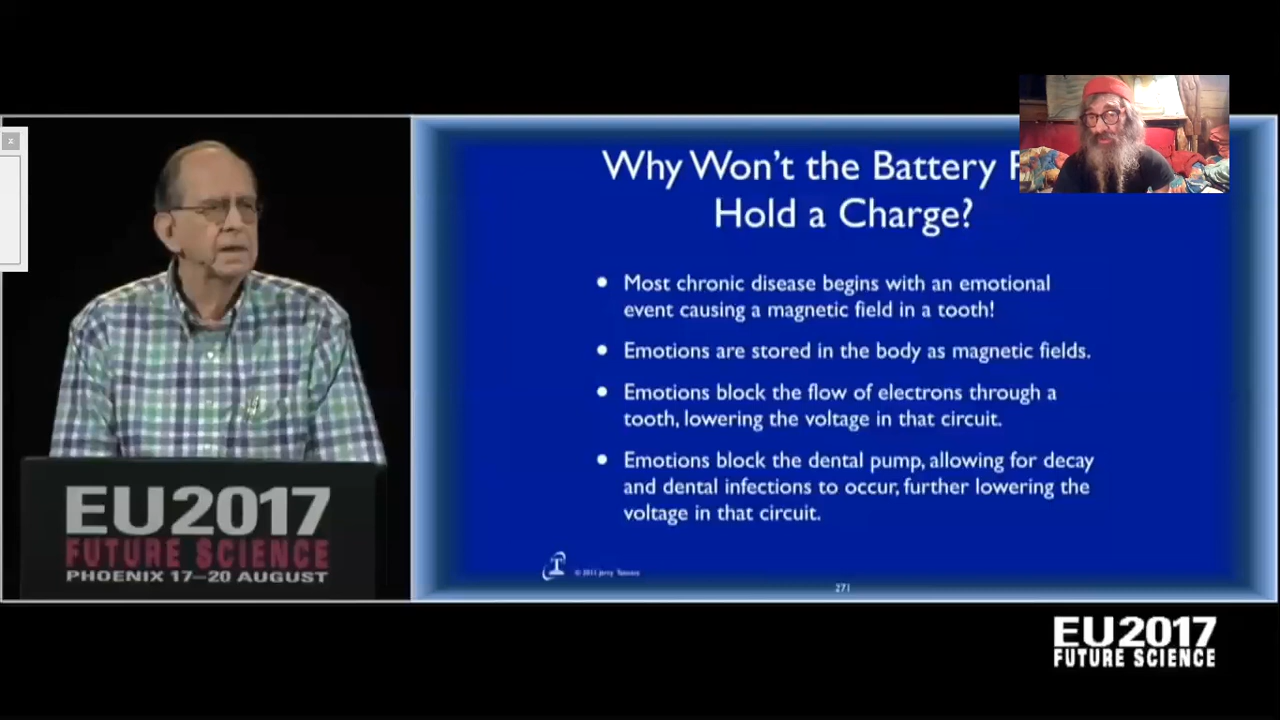 Why Won't the Battery
Hold a Charge?
• Most chronic disease begins with an emotional
event causing a magnetic field in a tooth!
• Emotions are stored in the body as magnetic fields.
• Emotions block the flow of electrons through a
tooth, lowering the voltage in that circuit.
• Emotions block the dental pump, allowing for decay
and dental infections to occur, further lowering the
voltage in that circuit.
© 2011 Jerry Tennant
271
EU2017
FUTURE SCIENCE
PHOENIX 17–20 AUGUST
EU2017
FUTURE SCIENCE
x